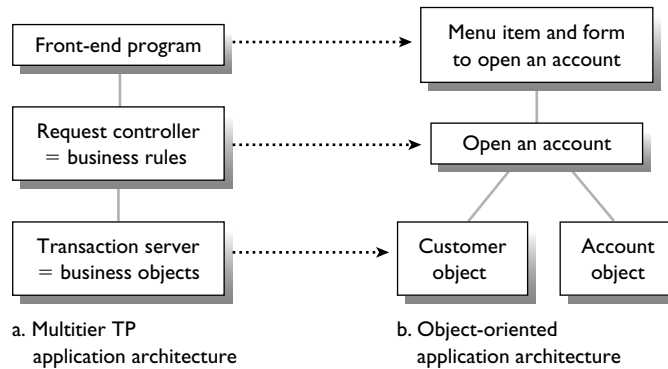 Front-end program
Menu item and form
to open an account
Request controller
= business rules
Open an account
Transaction server
= business objects
Customer
object
Account
object
a. Multitier TP
application architecture
b. Object-oriented
application architecture